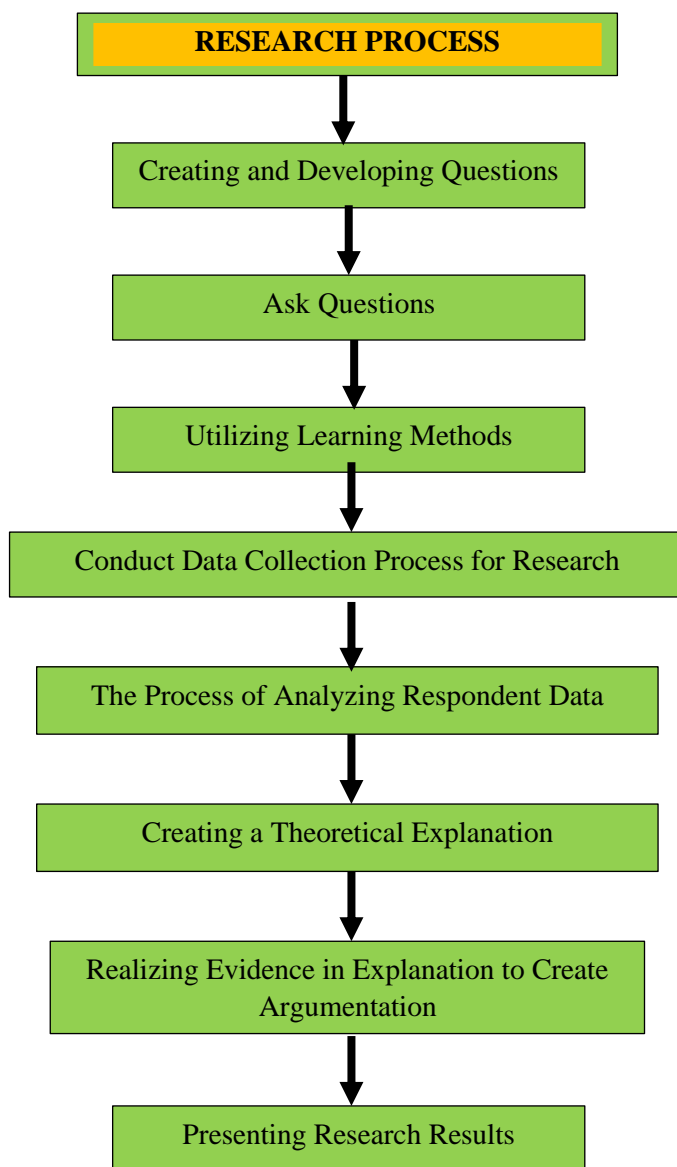 RESEARCH PROCESS
Creating and Developing Questions
Ask Questions
Utilizing Learning Methods
Conduct Data Collection Process for Research
The Process of Analyzing Respondent Data
Creating a Theoretical Explanation
Realizing Evidence in Explanation to Create
Argumentation
Presenting Research Results